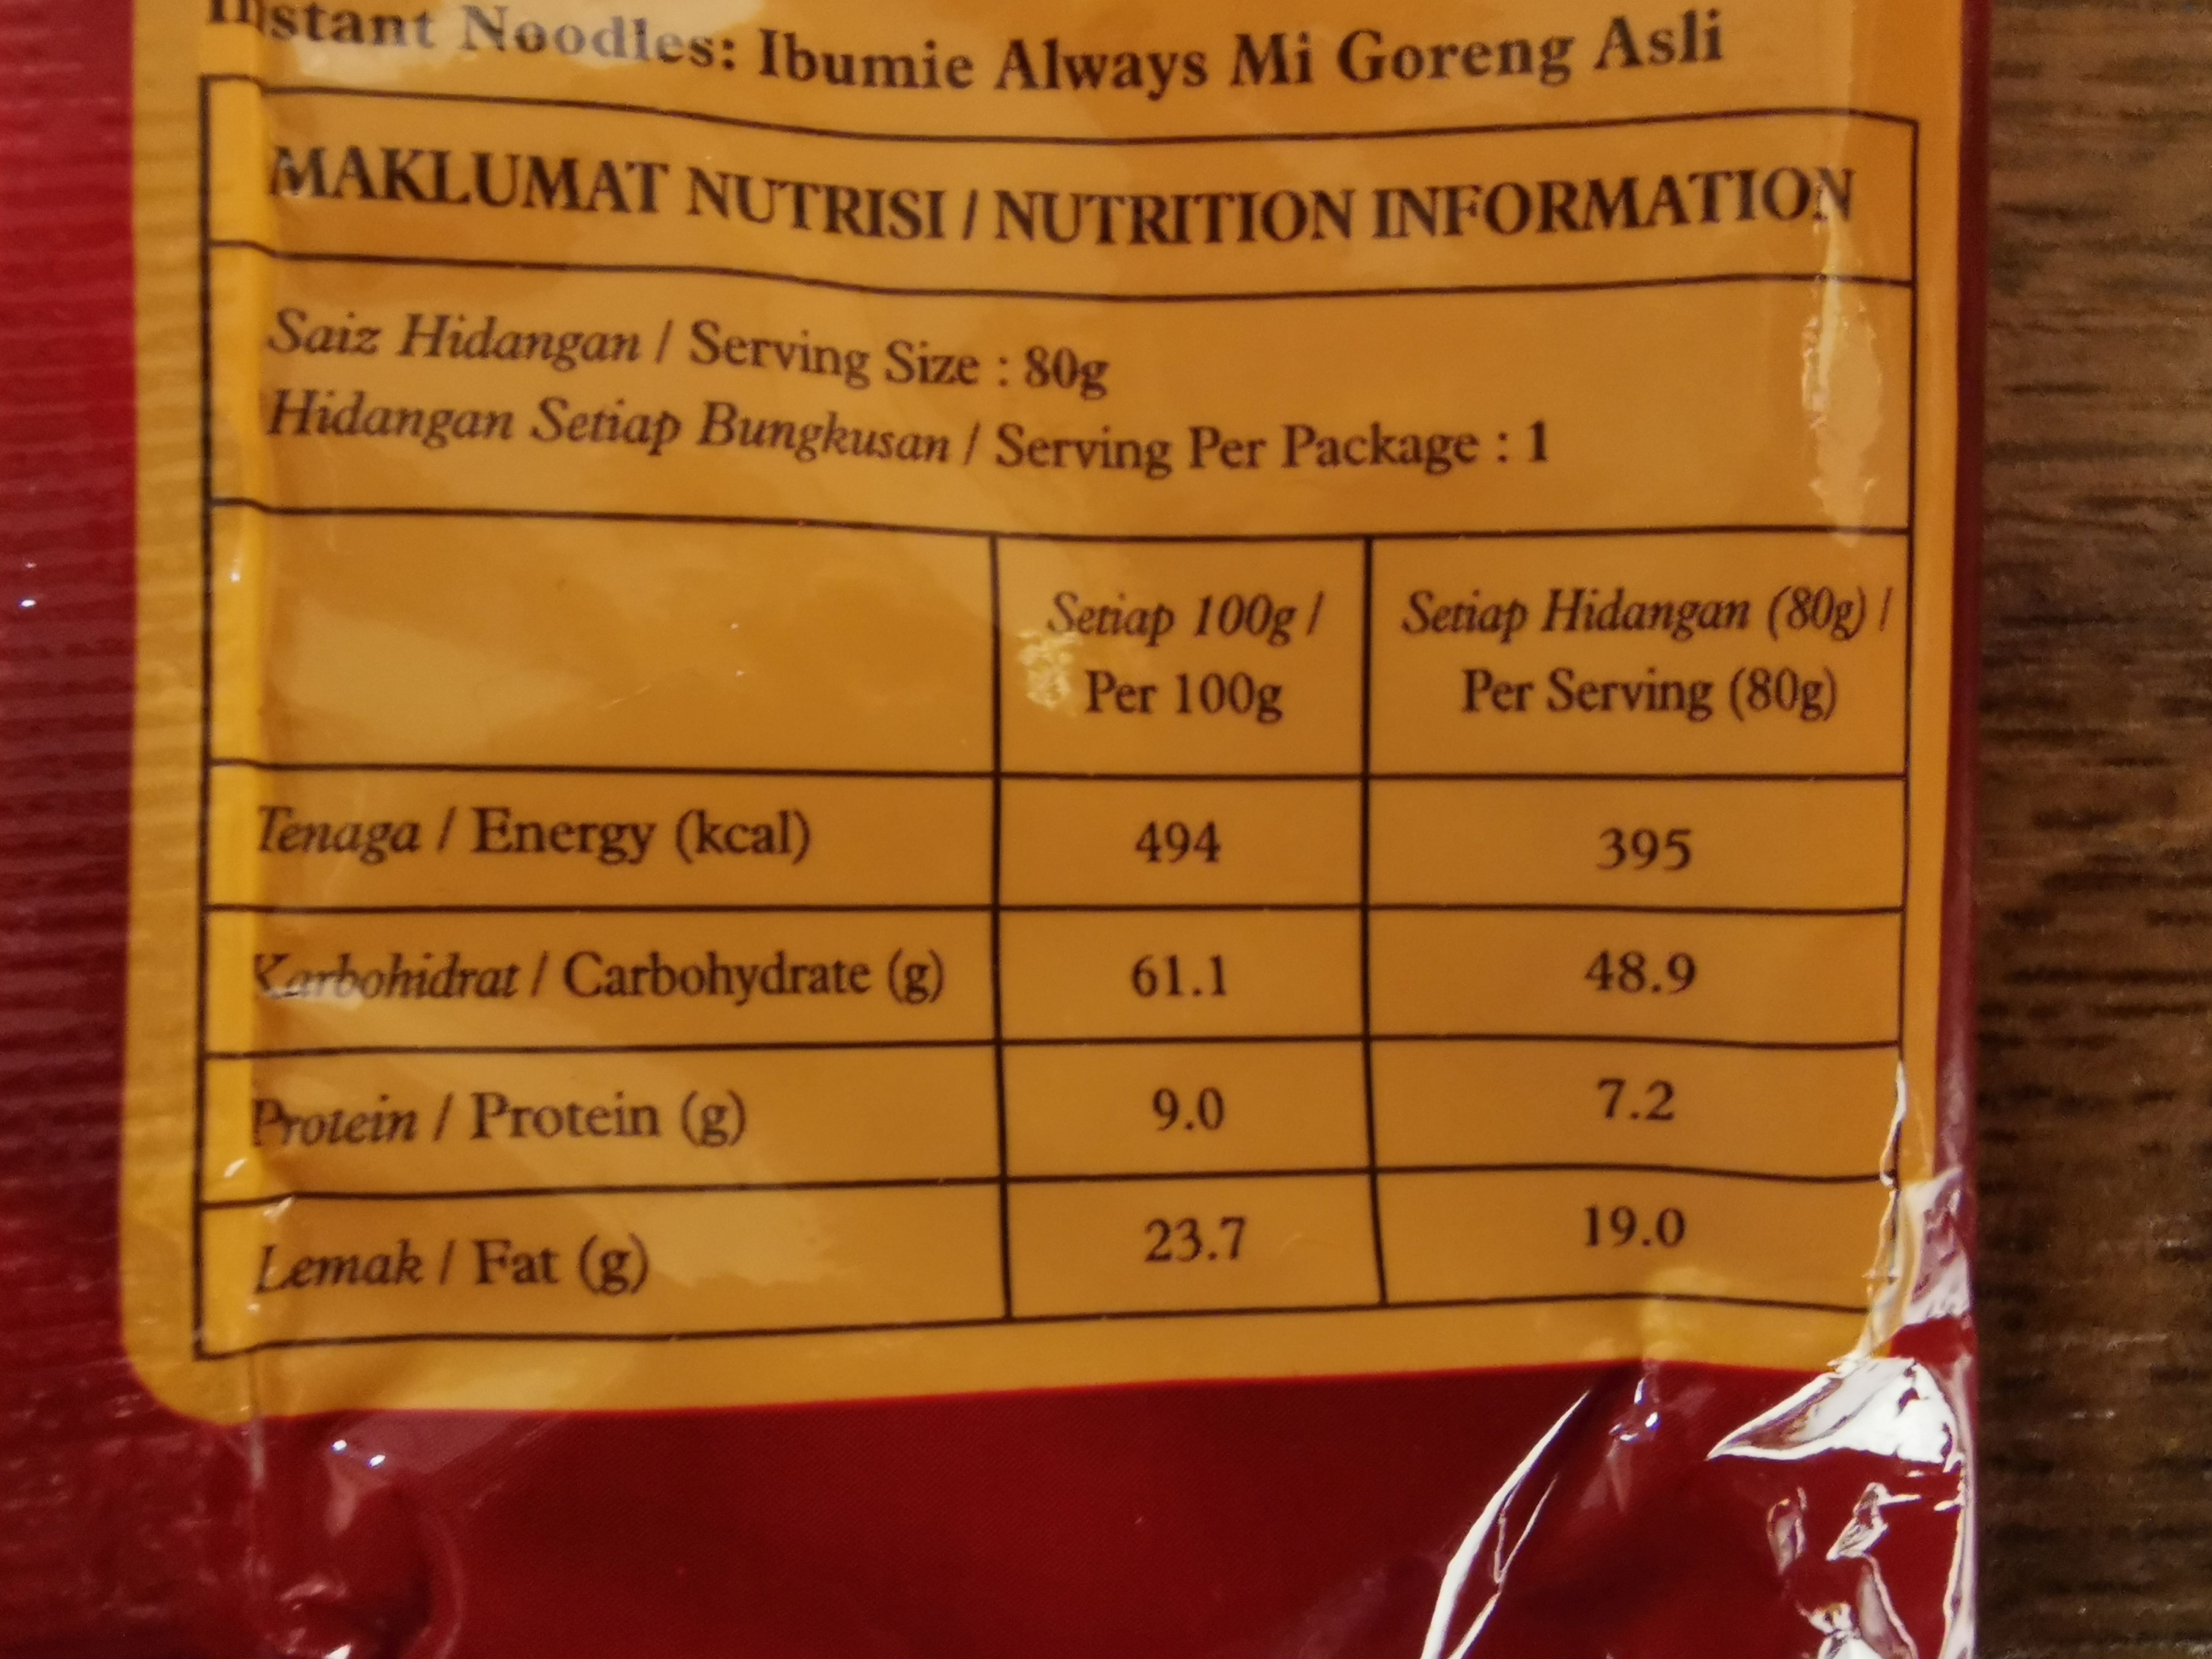 Instant Noodles: Ibumie Always Mi Goreng Asli
MAKLUMAT NUTRISI / NUTRITION INFORMATION
Saiz Hidangan / Serving Size : 80g
Hidangan Setiap Bungkusan / Serving Per Package : 1
Setiap 100g / Setiap Hidangan (80g) /
Per 100g Per Serving (80g)
Tenaga / Energy (kcal) 494 395
Karbohidrat / Carbohydrate (g) 61.1 48.9
Protein / Protein (g) 9.0 7.2
Lemak / Fat (g) 23.7 19.0